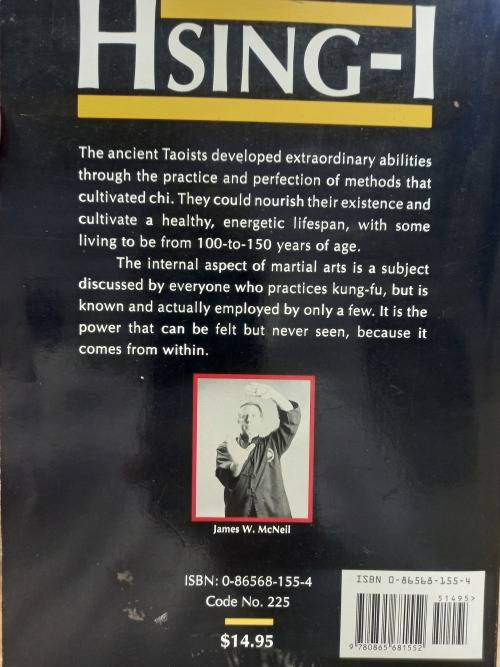 HSING-I
The ancient Taoists developed extraordinary abilities
through the practice and perfection of methods that
cultivated chi. They could nourish their existence and
cultivate a healthy, energetic lifespan, with some
living to be from 100-to-150 years of age.
The internal aspect of martial arts is a subject
discussed by everyone who practices kung-fu, but is
known and actually employed by only a few. It is the
power that can be felt but never seen, because it
comes from within.
James W. McNeil
ISBN: 0-86568-155-4
Code No. 225
$14.95
ISBN 0-86568-155-4
51495>
9 780865 681552